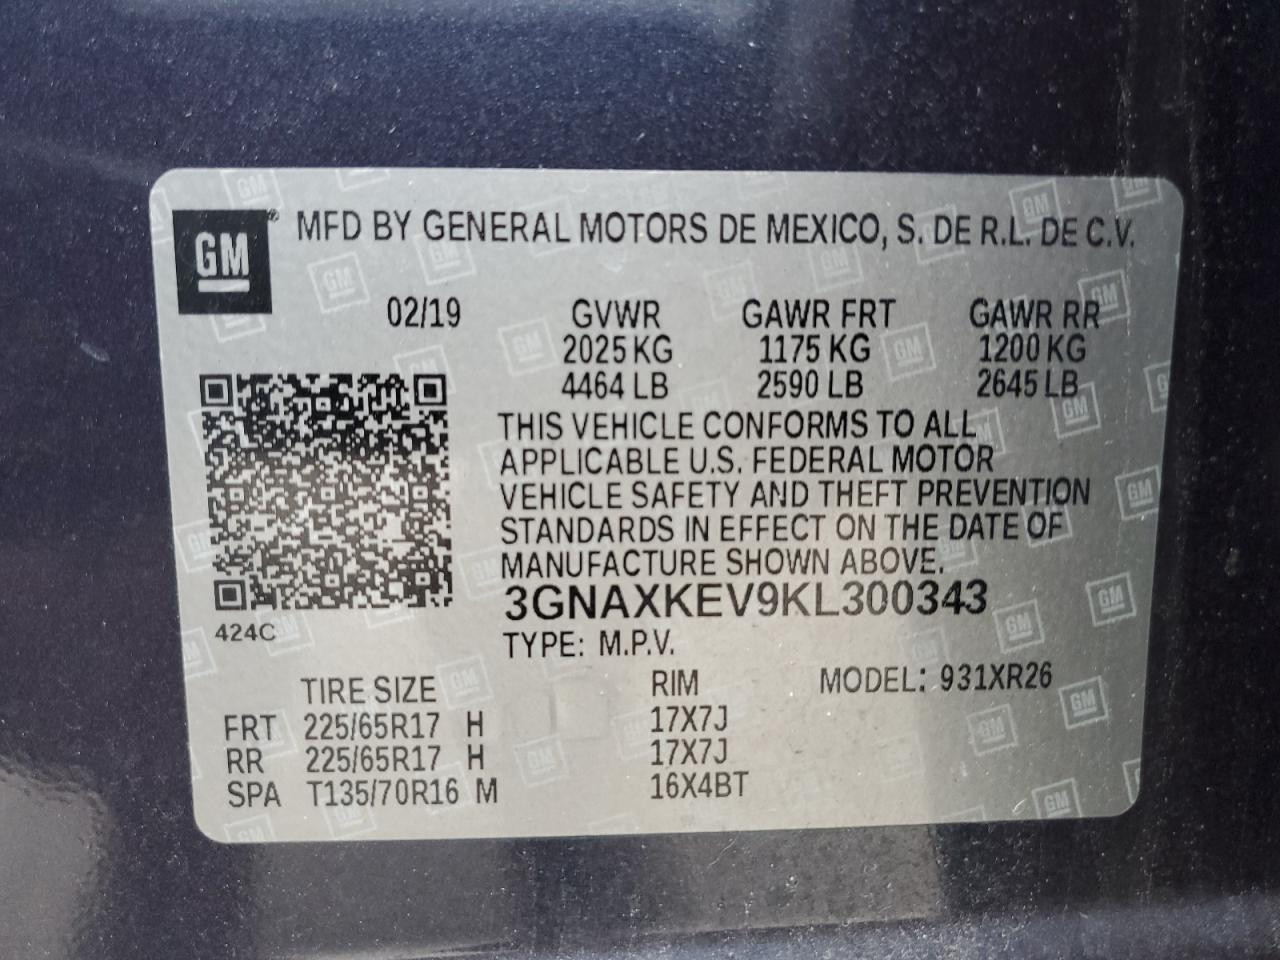 GM ® MFD BY GENERAL MOTORS DE MEXICO, S. DE R.L. DE C.V.
02/19 GVWR GAWR FRT GAWR RR
2025 KG 1175 KG 1200 KG
4464 LB 2590 LB 2645 LB
THIS VEHICLE CONFORMS TO ALL
APPLICABLE U.S. FEDERAL MOTOR
VEHICLE SAFETY AND THEFT PREVENTION
STANDARDS IN EFFECT ON THE DATE OF
MANUFACTURE SHOWN ABOVE.
3GNAXKEV9KL300343
424C
TYPE: M.P.V.
TIRE SIZE RIM MODEL: 931XR26
FRT 225/65R17 H 17X7J
RR 225/65R17 H 17X7J
SPA T135/70R16 M 16X4BT